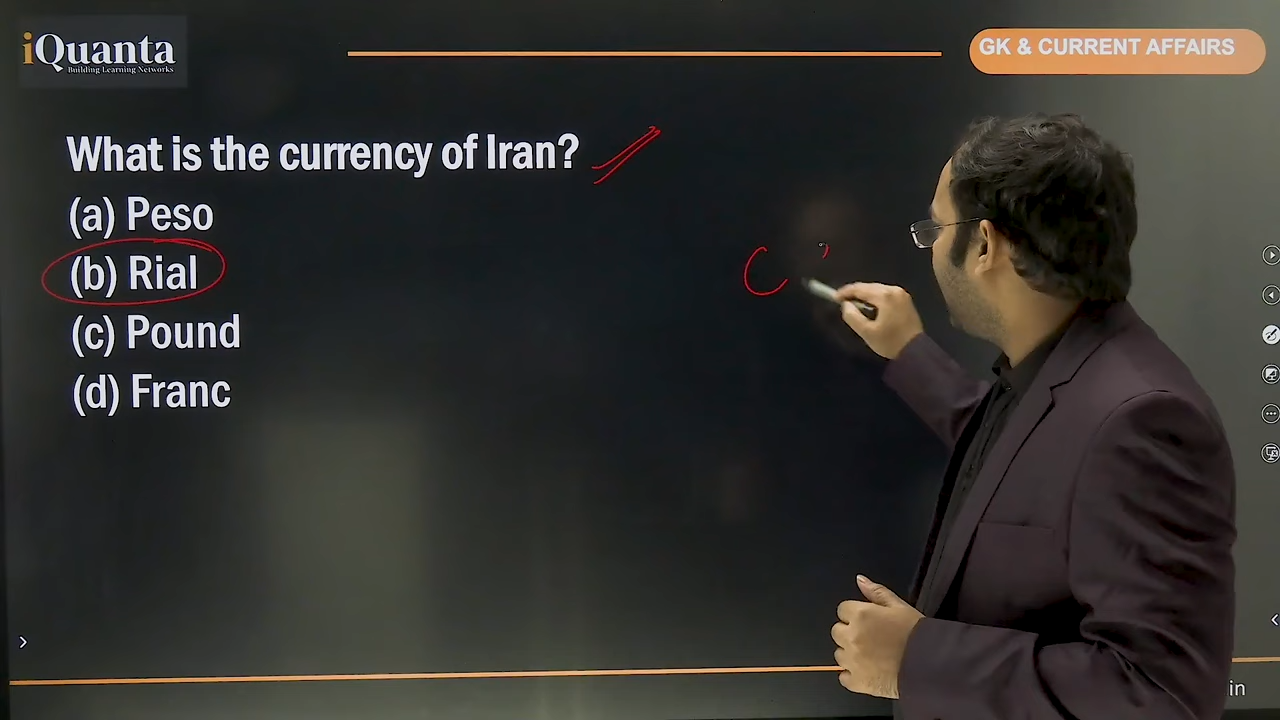 iQuanta
Building Learning Networks
GK & CURRENT AFFAIRS
What is the currency of Iran?
(a) Peso
(b) Rial
(c) Pound
(d) Franc
C
in